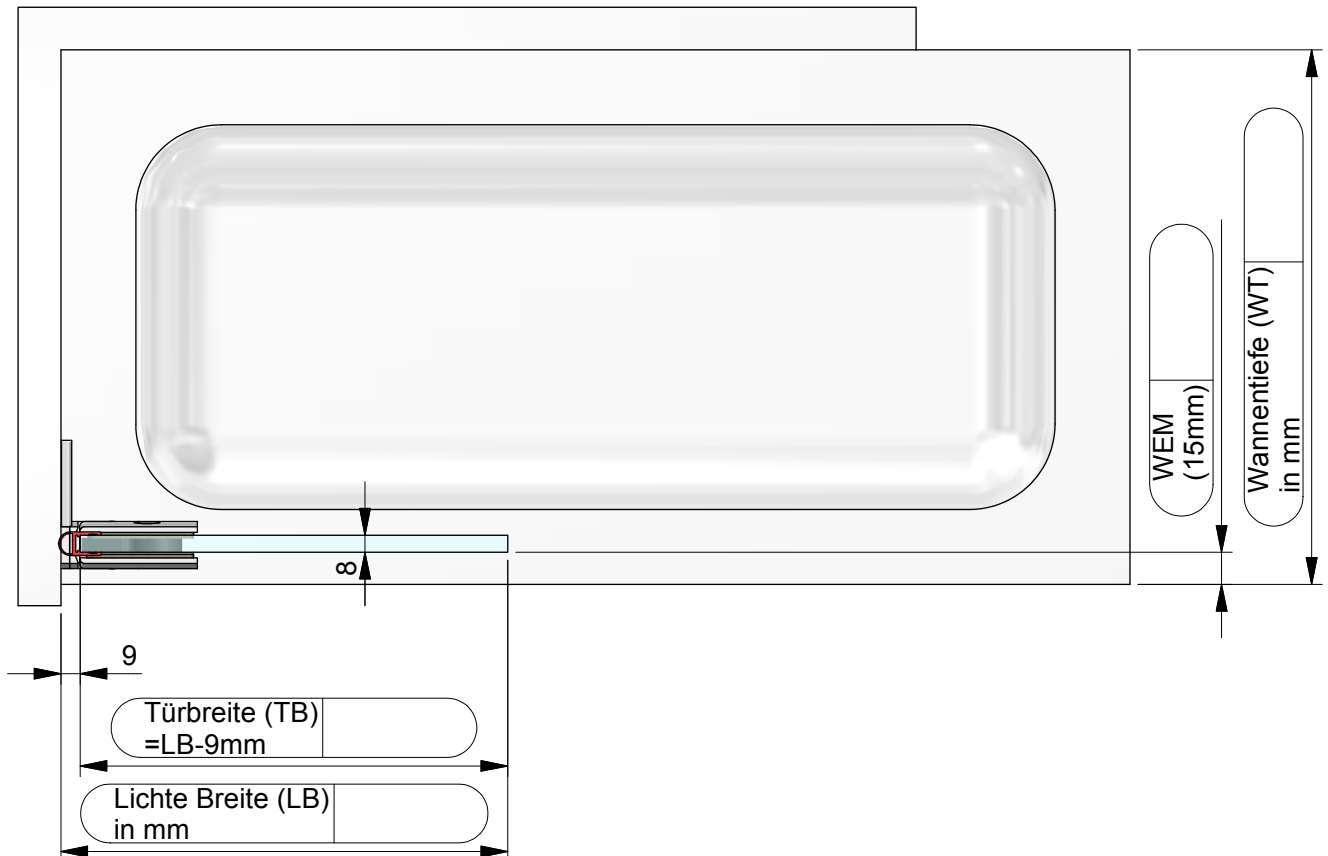 WEM
(15mm)
Wannentiefe (WT)
in mm
8
9
Türbreite (TB)
=LB-9mm
Lichte Breite (LB)
in mm